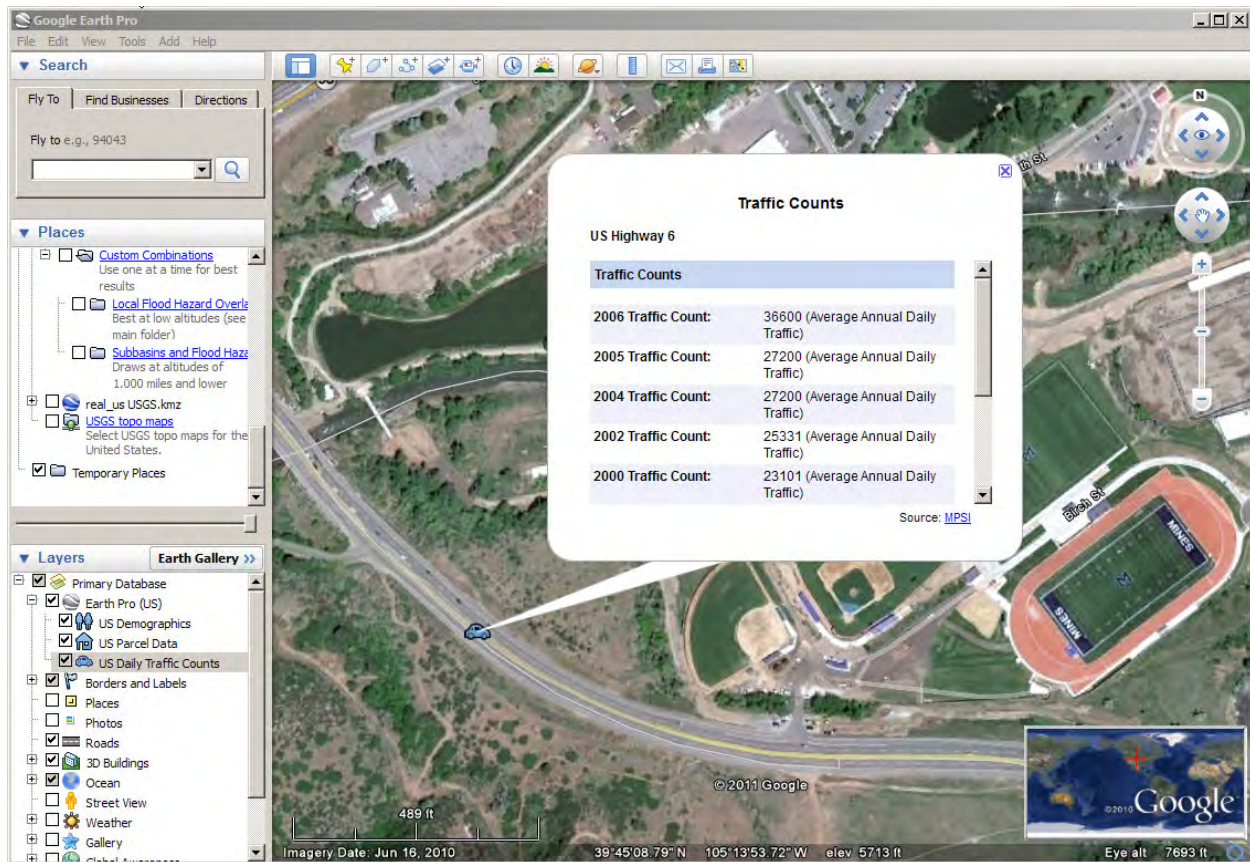 Google Earth Pro
File Edit View Tools Add Help
Search
Fly To
Find Businesses
Directions
Fly to e.g., 94043
Places
Custom Combinations
Use one at a time for best
results
Local Flood Hazard Overla
Best at low altitudes (see
main folder)
Subbasins and Flood Haza
Draws at altitudes of
1,000 miles and lower
real_us USGS.kmz
USGS topo maps
Select USGS topo maps for the
United States.
Temporary Places
Layers
Earth Gallery >>
Primary Database
Earth Pro (US)
US Demographics
US Parcel Data
US Daily Traffic Counts
Borders and Labels
Places
Photos
Roads
3D Buildings
Ocean
Street View
Weather
Gallery
Global Awareness
N
th St
Traffic Counts
US Highway 6
Traffic Counts
2006 Traffic Count: 36600 (Average Annual Daily
Traffic)
2005 Traffic Count: 27200 (Average Annual Daily
Traffic)
2004 Traffic Count: 27200 (Average Annual Daily
Traffic)
2002 Traffic Count: 25331 (Average Annual Daily
Traffic)
2000 Traffic Count: 23101 (Average Annual Daily
Traffic)
Source: MPSI
Birch St
MINES
M
MINES
©2011 Google
489 ft
©2010 Google
Imagery Date: Jun 16, 2010 39°45'08.79" N 105°13'53.72" W elev 5713 ft Eye alt 7693 ft